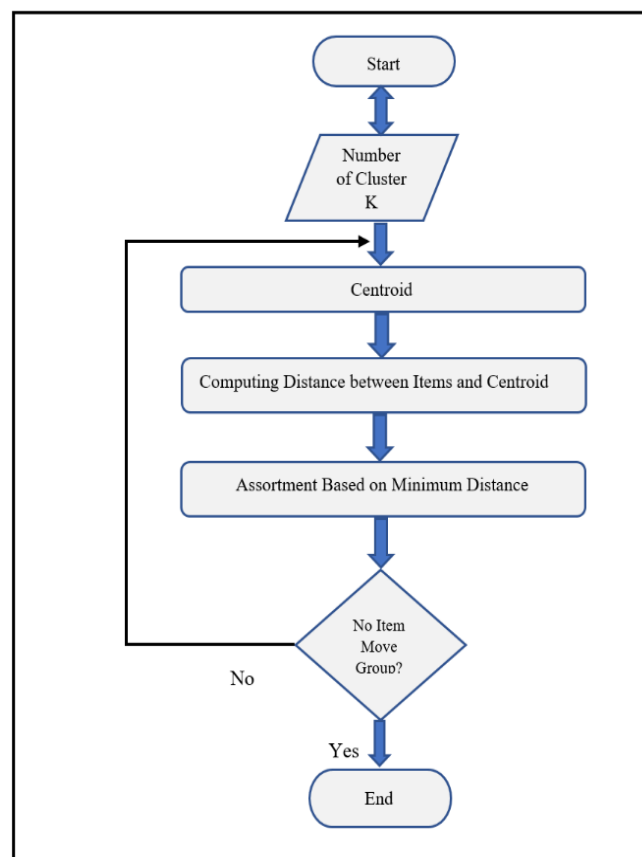 Start
Number
of Cluster
K
Centroid
Computing Distance between Items and Centroid
Assortment Based on Minimum Distance
No Item
Move
Group?
No
Yes
End